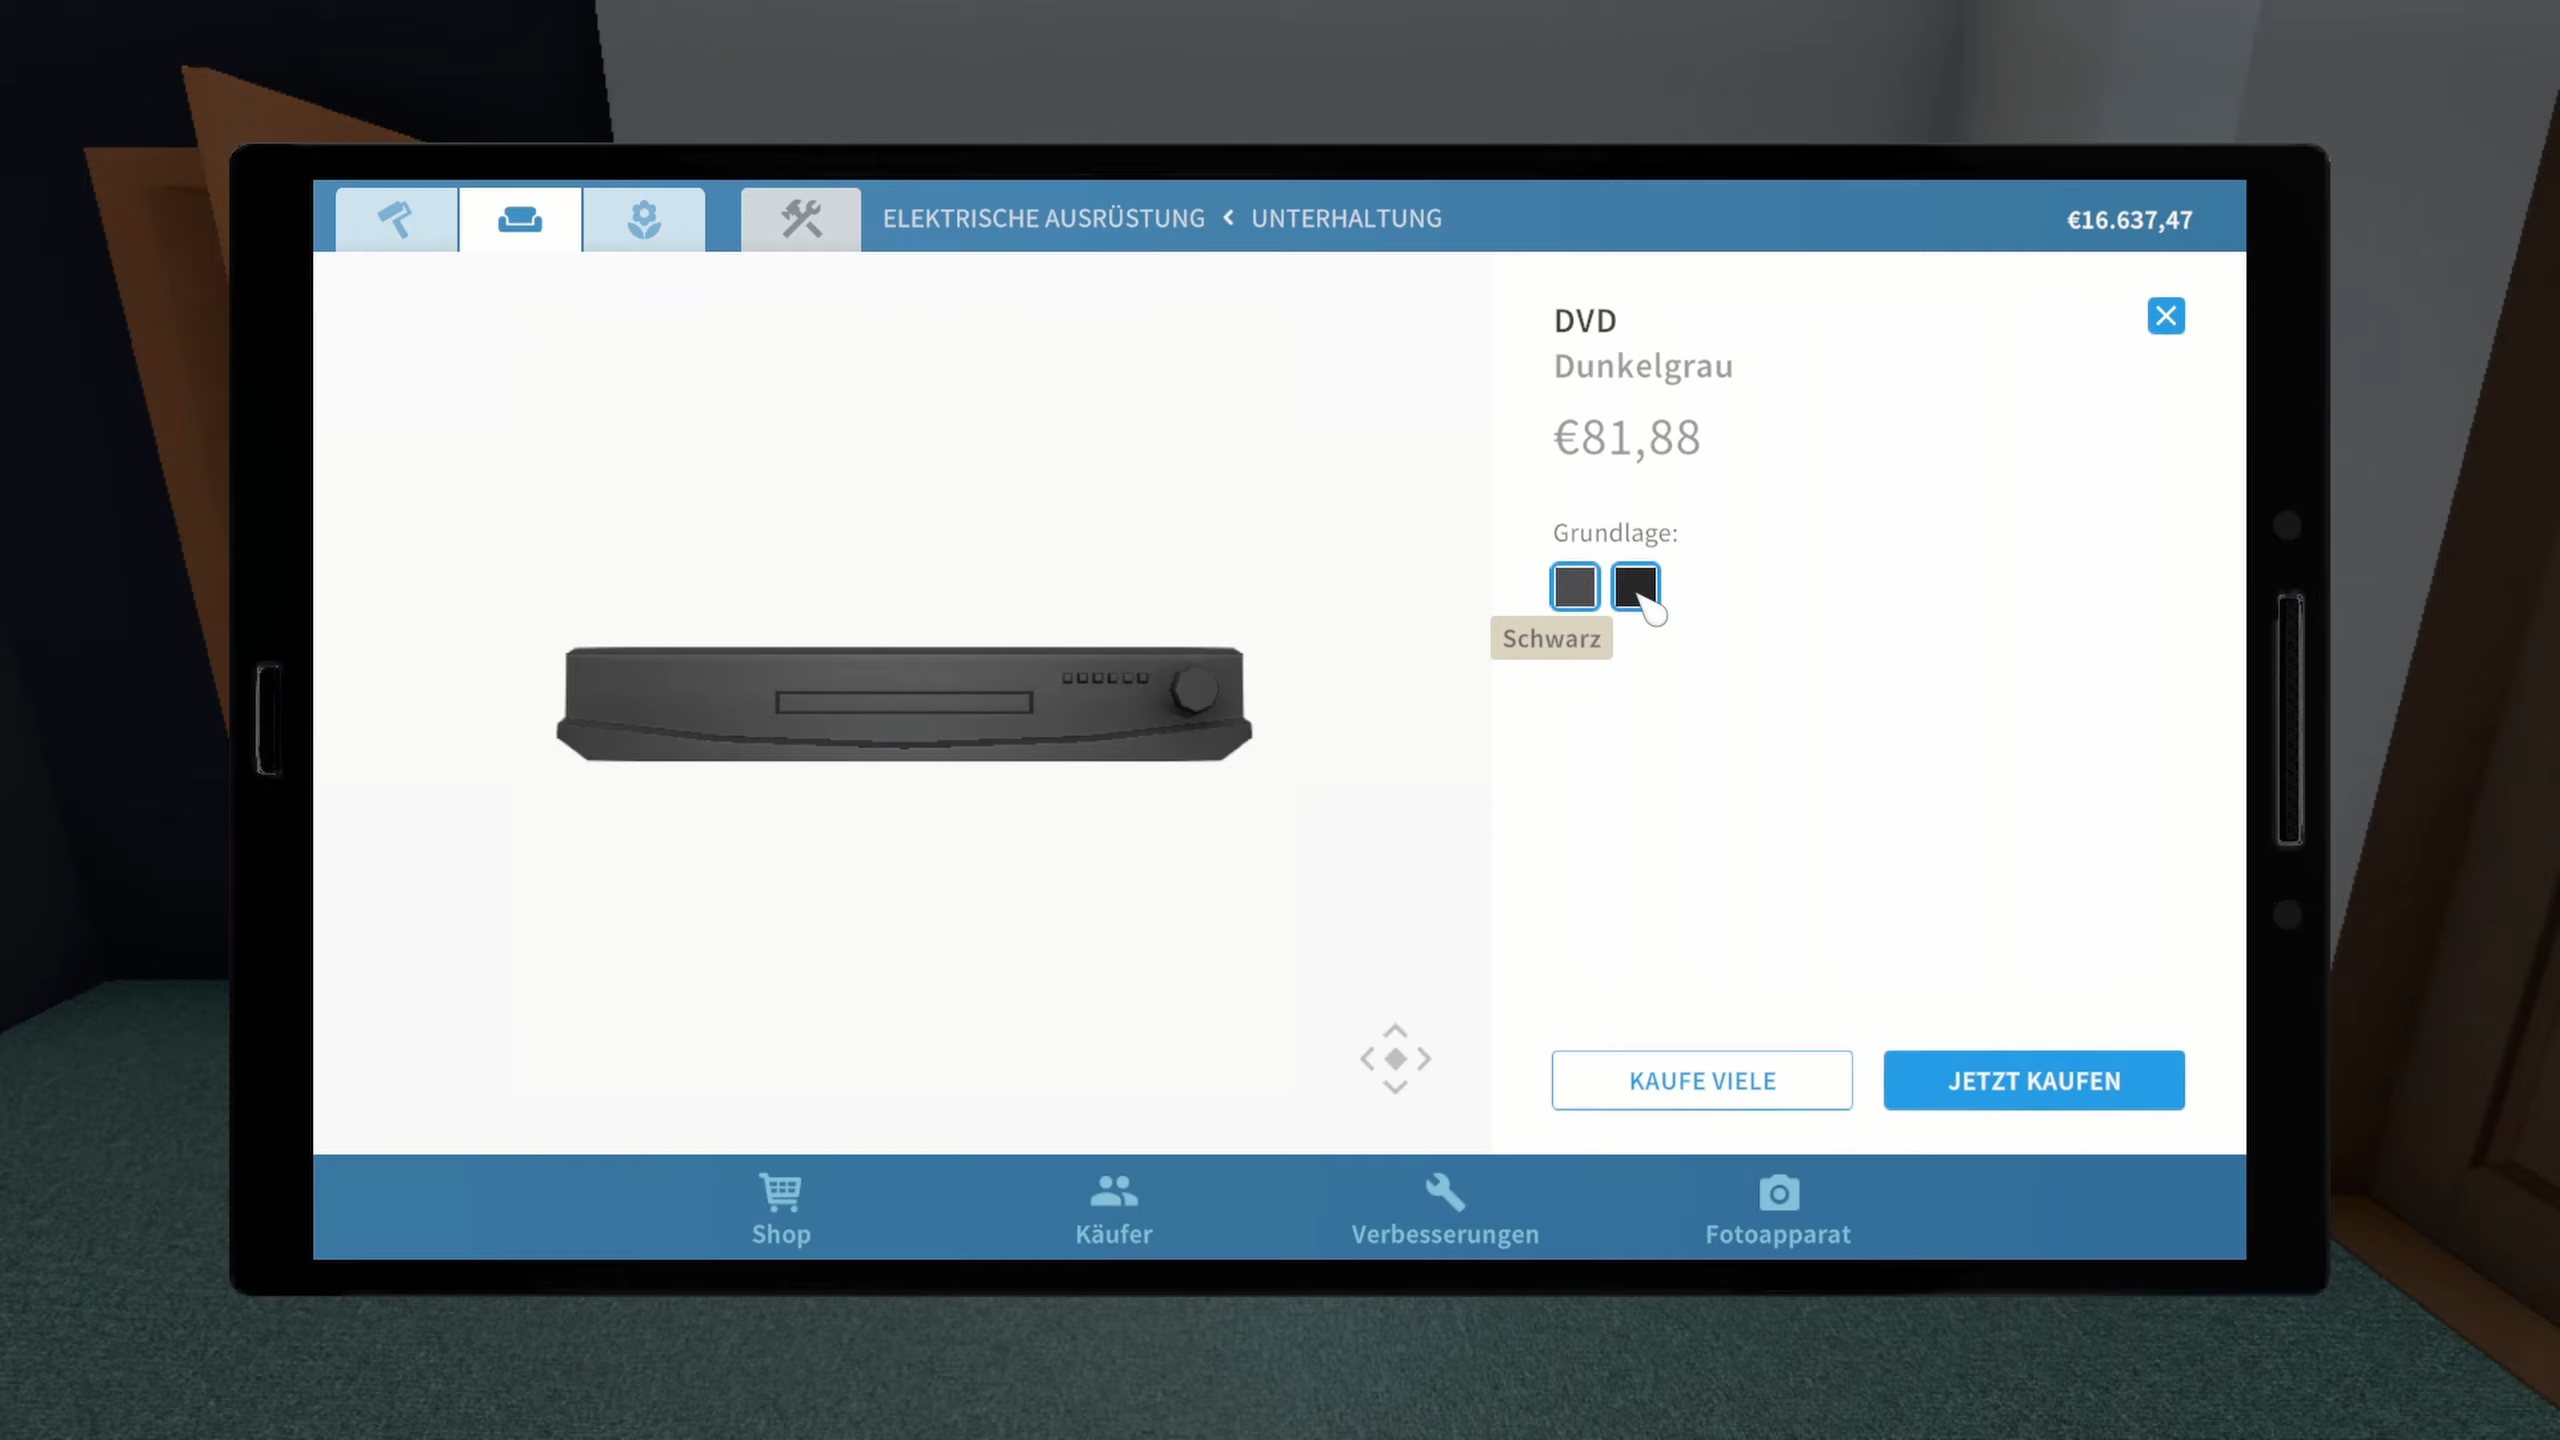 ELEKTRISCHE AUSRÜSTUNG < UNTERHALTUNG
€16.637,47
DVD
Dunkelgrau
€81,88
Grundlage:
Schwarz
KAUFE VIELE
JETZT KAUFEN
Shop
Käufer
Verbesserungen
Fotoapparat